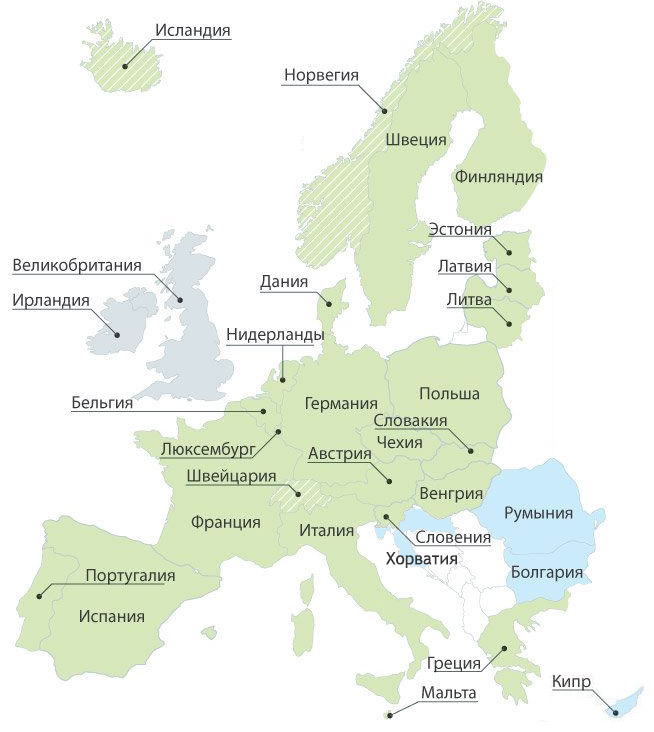 Исландия
Норвегия
Швеция
Финляндия
Эстония
Великобритания
Латвия
Дания
Ирландия
Литва
Нидерланды
Польша
Бельгия
Германия
Словакия
Чехия
Люксембург
Австрия
Швейцария
Венгрия
Румыния
Франция
Италия
Словения
Хорватия
Болгария
Португалия
Испания
Греция
Кипр
Мальта